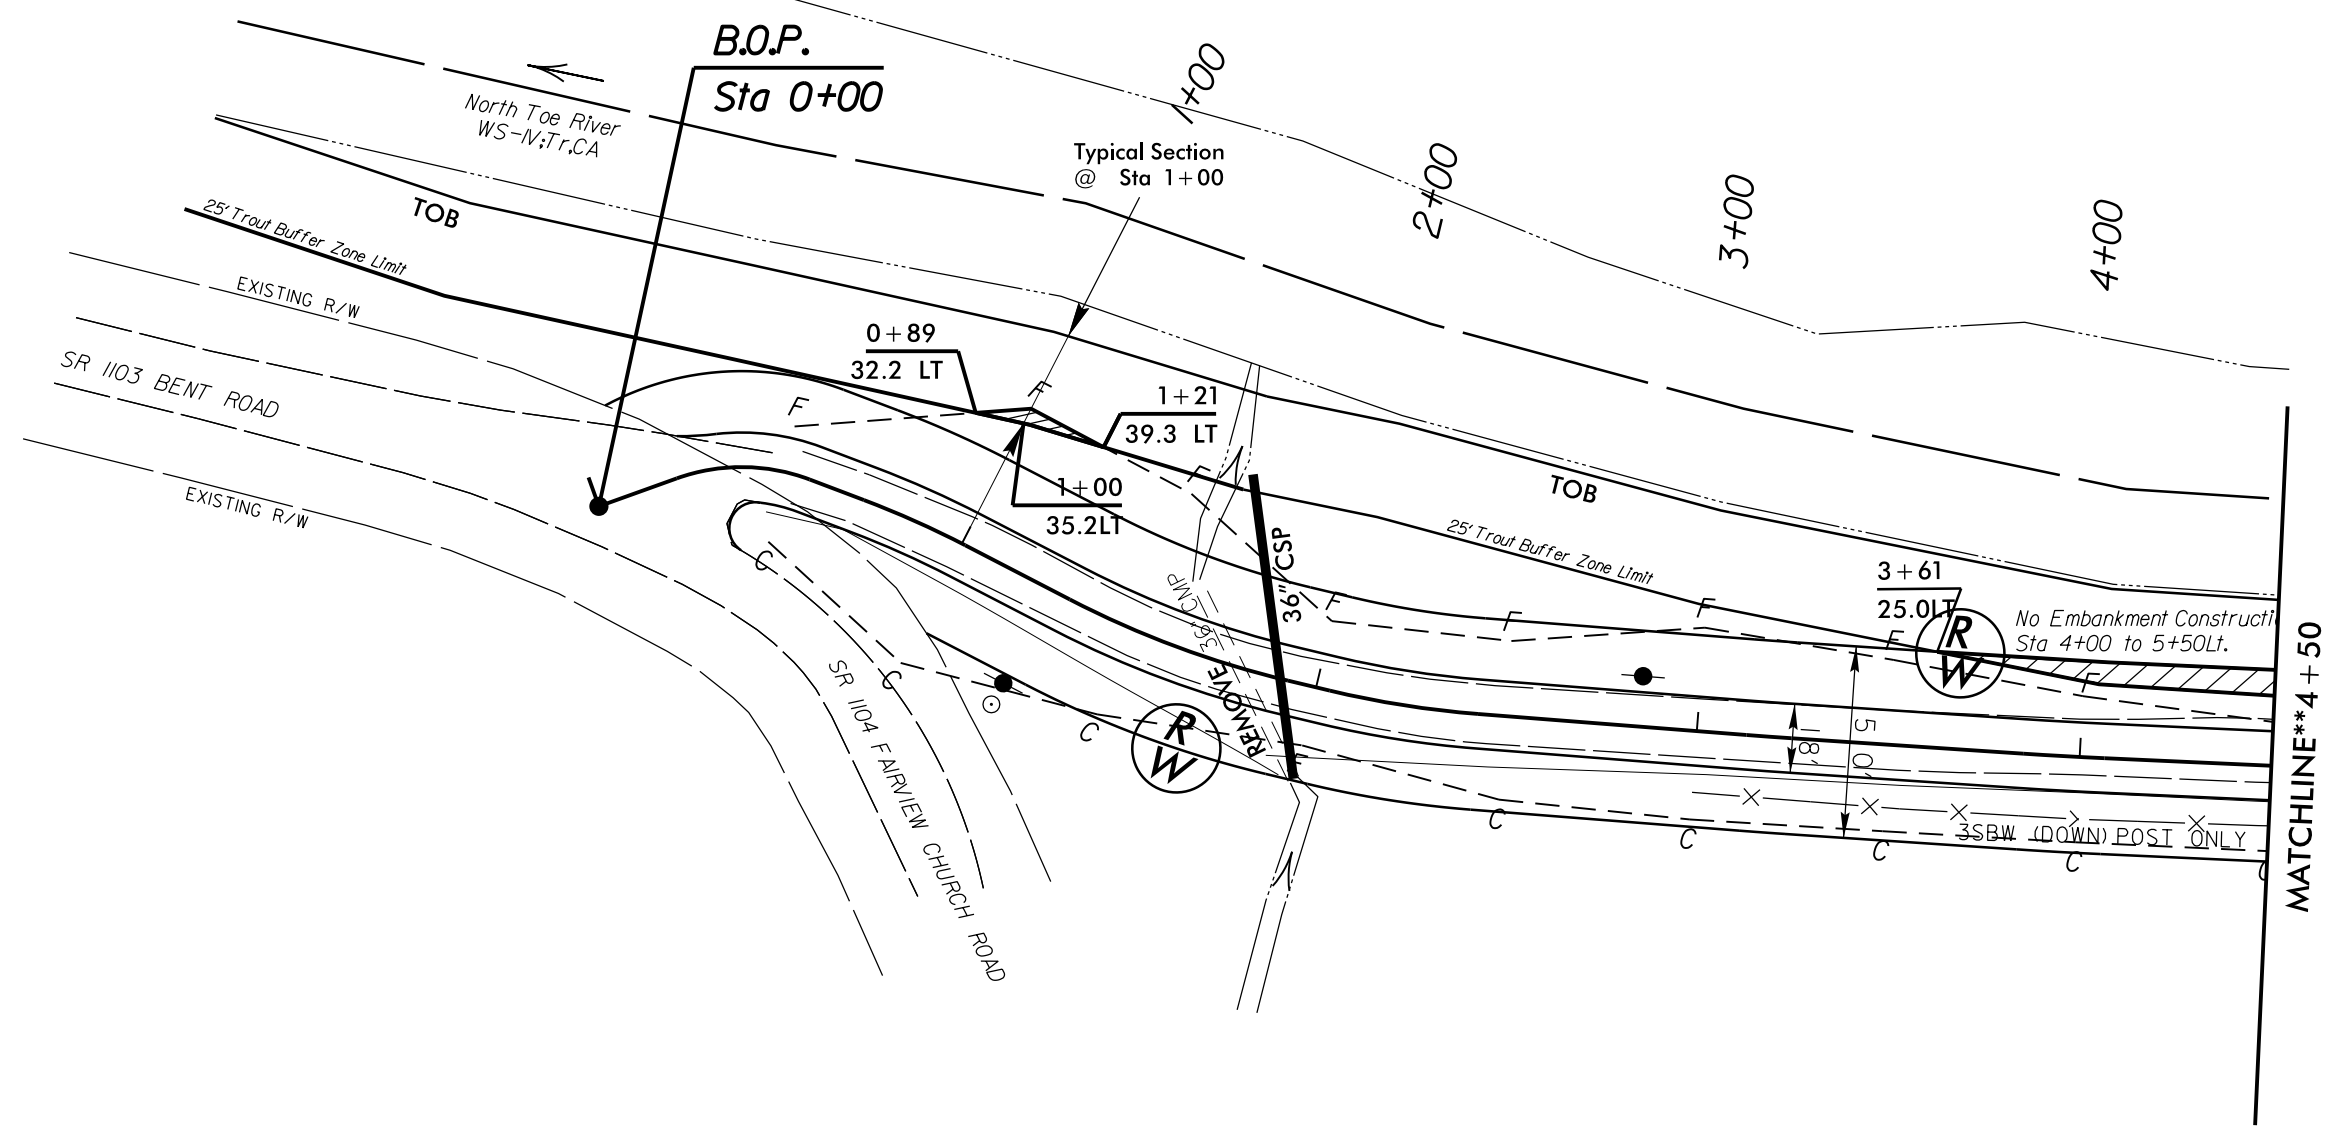 B.O.P.
Sta 0+00
North Toe River
WS-IV;Tr,CA
1+00
Typical Section
@ Sta 1+00
2+00
3+00
4+00
TOB
25' Trout Buffer Zone Limit
EXISTING R/W
SR 1103 BENT ROAD
EXISTING R/W
0+89
32.2 LT
F
F
1+21
39.3 LT
1+00
35.2LT
F
36" CSP
36" CMP
REMOVE
TOB
25' Trout Buffer Zone Limit
3+61
25.0LT
F
F
F
F
F
F
R
W
No Embankment Constructi
Sta 4+00 to 5+50Lt.
C
C
C
R
W
SR 1104 FAIRVIEW CHURCH ROAD
18'
50'
3SBW (DOWN) POST ONLY
C
C
C
C
C
MATCHLINE**4+50